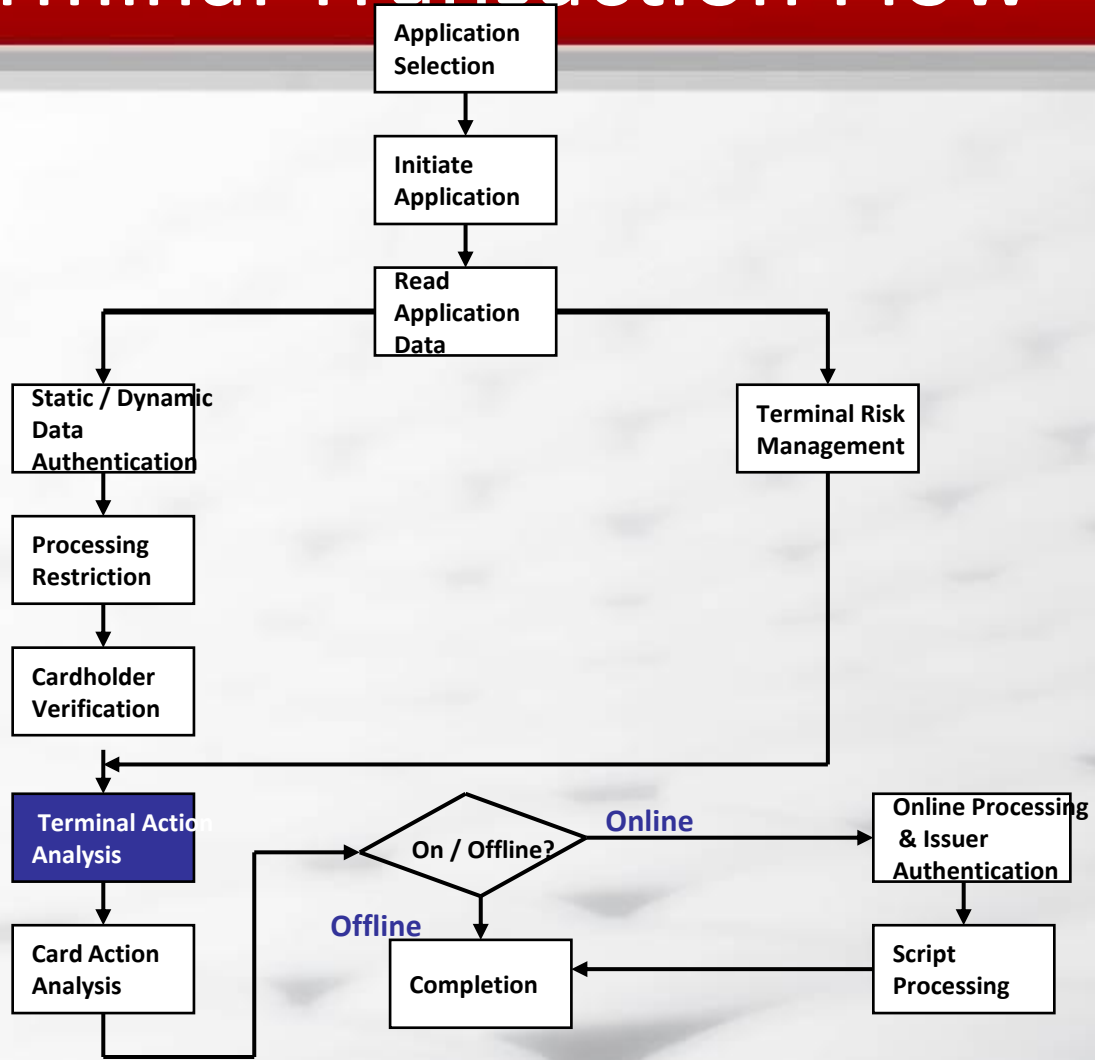 Application
Selection
Initiate
Application
Read
Application
Data
Static / Dynamic
Data
Authentication
Terminal Risk
Management
Processing
Restriction
Cardholder
Verification
Terminal Action
Analysis
On / Offline?
Online
Online Processing
& Issuer
Authentication
Offline
Card Action
Analysis
Completion
Script
Processing